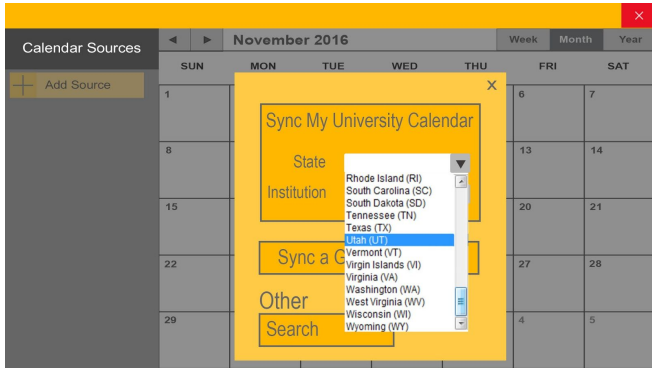 ×
Calendar Sources
◄ ► November 2016 Week Month Year
SUN MON TUE WED THU FRI SAT
Add Source
X
1 6 7
Sync My University Calendar
8 13 14
State ▼
Institution
Rhode Island (RI)
South Carolina (SC)
South Dakota (SD)
Tennessee (TN)
Texas (TX)
Utah (UT)
Vermont (VT)
Virgin Islands (VI)
Virginia (VA)
Washington (WA)
West Virginia (WV)
Wisconsin (WI)
Wyoming (WY)
15 20 21
Sync a G
22 27 28
Other
29 4 5
Search